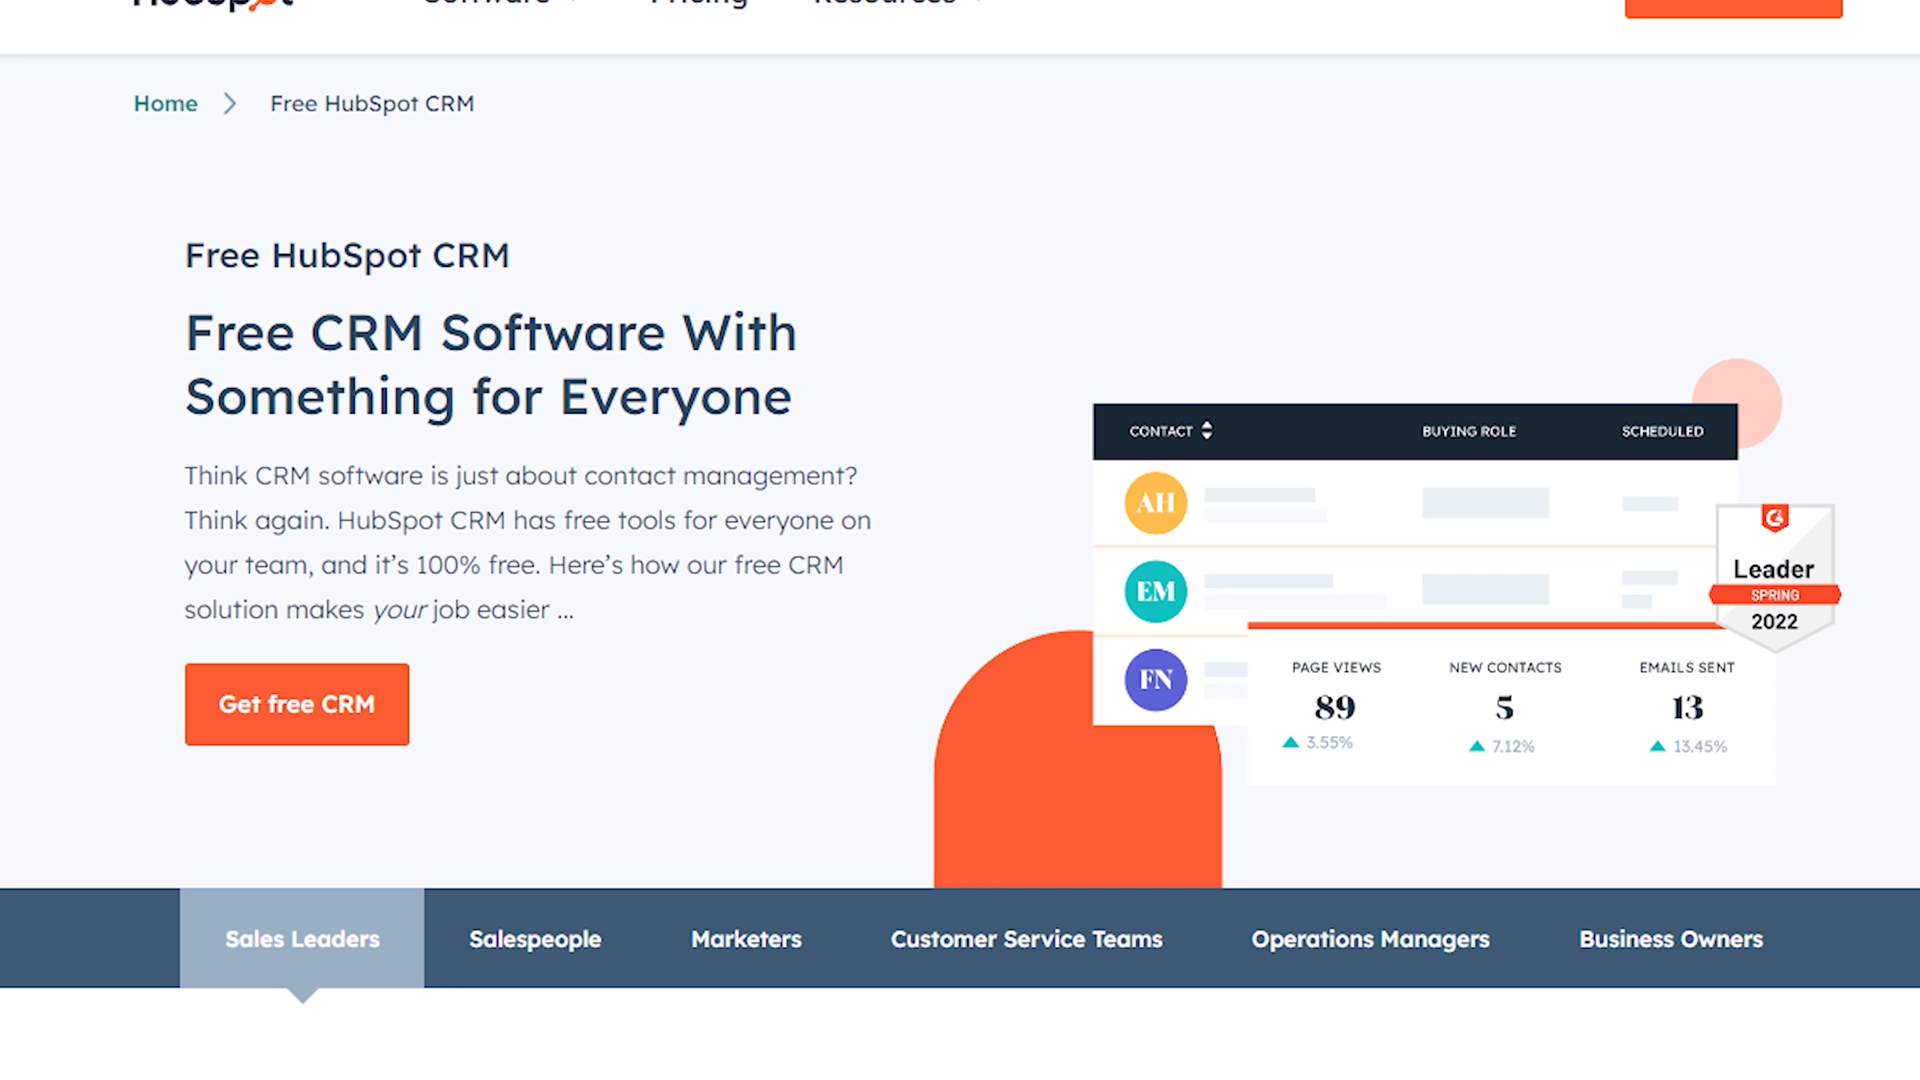 HubSpot
Software
Pricing
Resources
Home
Free HubSpot CRM
Free HubSpot CRM
Free CRM Software With
Something for Everyone
Think CRM software is just about contact management?
Think again. HubSpot CRM has free tools for everyone on
your team, and it’s 100% free. Here’s how our free CRM
solution makes your job easier ...
Get free CRM
CONTACT
BUYING ROLE
SCHEDULED
AH
EM
FN
Leader
SPRING
2022
PAGE VIEWS
NEW CONTACTS
EMAILS SENT
89
5
13
3.55%
7.12%
13.45%
Sales Leaders
Salespeople
Marketers
Customer Service Teams
Operations Managers
Business Owners